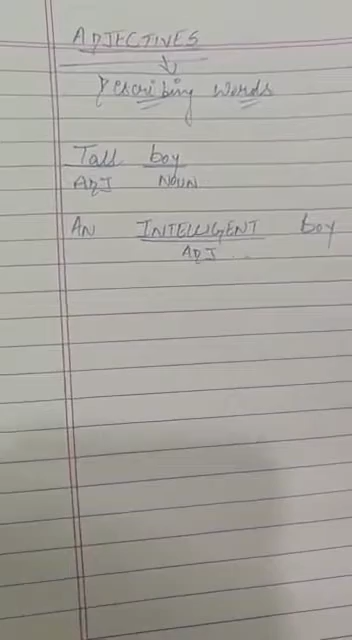 ADJECTIVES
Describing words
Tall boy
ADJ NOUN
AN INTELLIGENT boy
ADJ